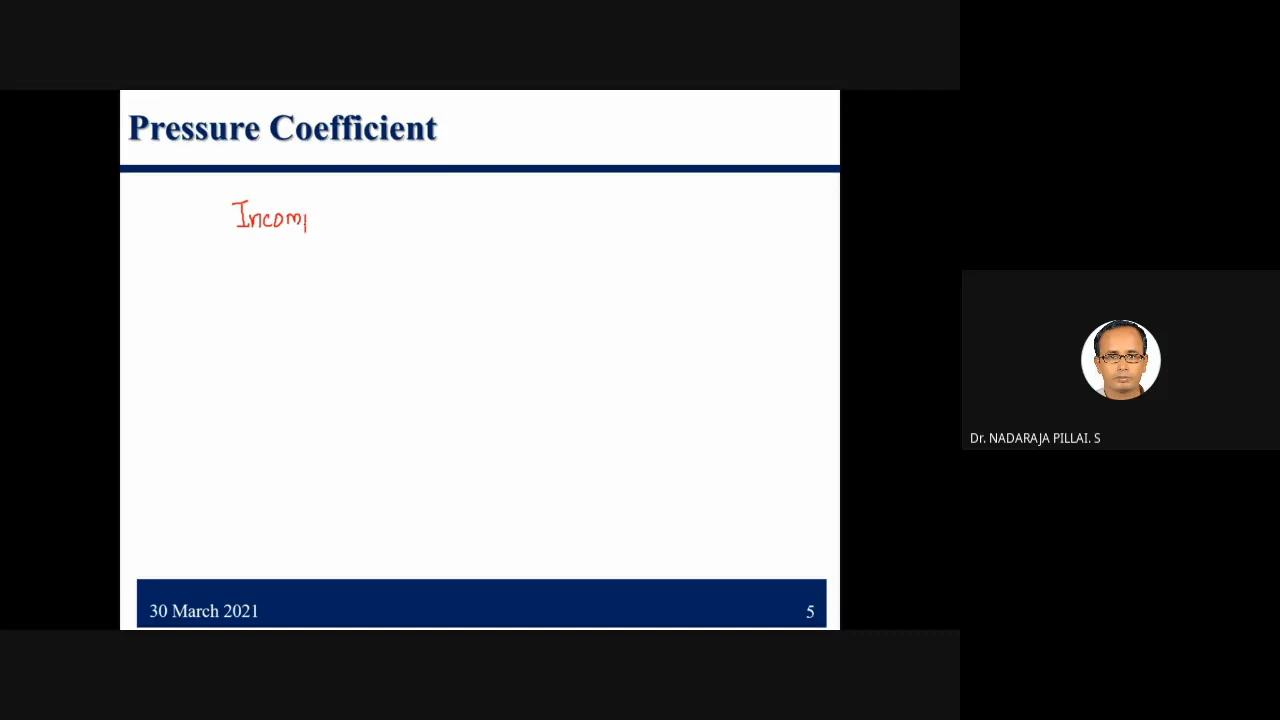 Pressure Coefficient
Incom
Dr. NADARAJA PILLAI. S
30 March 2021
5